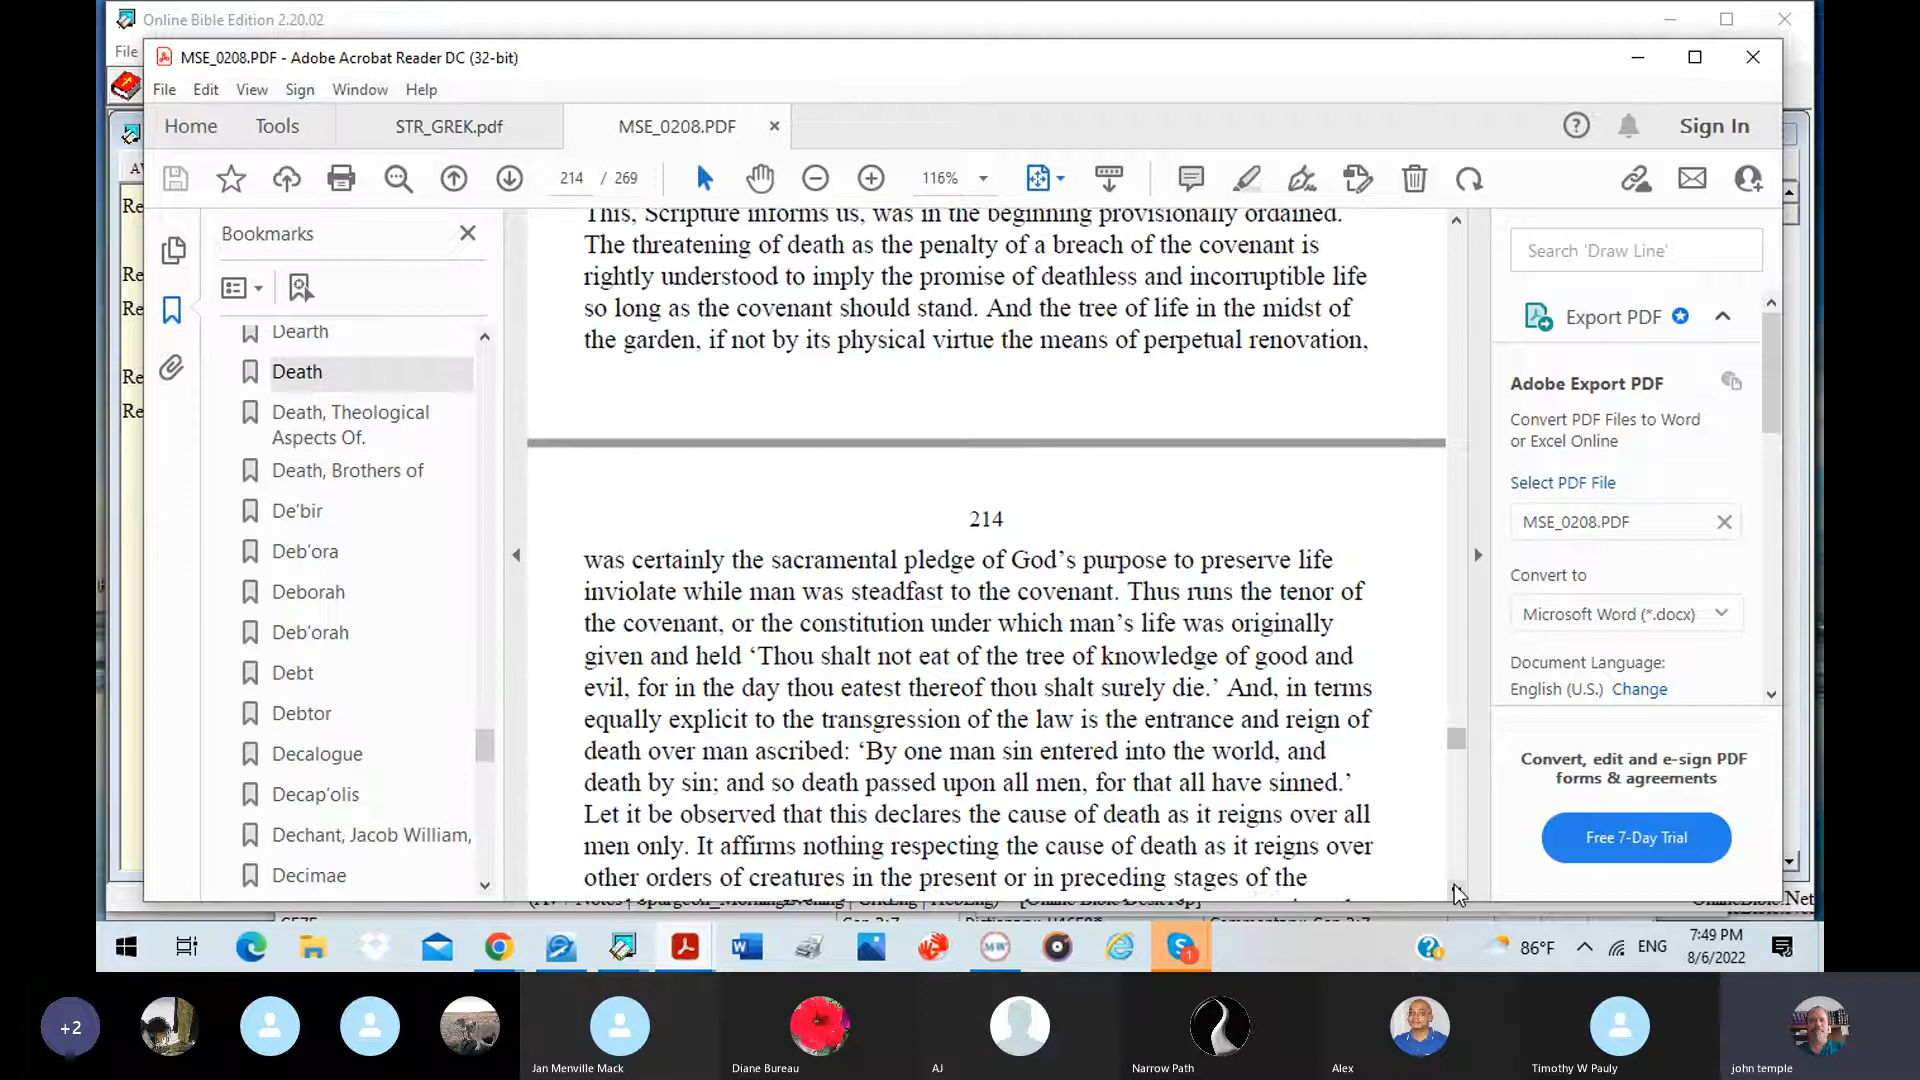 Online Bible Edition 2.20.02
File
MSE_0208.PDF - Adobe Acrobat Reader DC (32-bit)
File Edit View Sign Window Help
Home Tools STR_GREK.pdf MSE_0208.PDF Sign In
214 / 269 116%
Re
Re
Re
Re
Re
Bookmarks
Dearth
Death
Death, Theological
Aspects Of.
Death, Brothers of
De'bir
Deb'ora
Deborah
Deb'orah
Debt
Debtor
Decalogue
Decap'olis
Dechant, Jacob William,
Decimae
This, Scripture informs us, was in the beginning provisionally ordained.
The threatening of death as the penalty of a breach of the covenant is
rightly understood to imply the promise of deathless and incorruptible life
so long as the covenant should stand. And the tree of life in the midst of
the garden, if not by its physical virtue the means of perpetual renovation,
214
was certainly the sacramental pledge of God's purpose to preserve life
inviolate while man was steadfast to the covenant. Thus runs the tenor of
the covenant, or the constitution under which man's life was originally
given and held ‘Thou shalt not eat of the tree of knowledge of good and
evil, for in the day thou eatest thereof thou shalt surely die.’ And, in terms
equally explicit to the transgression of the law is the entrance and reign of
death over man ascribed: ‘By one man sin entered into the world, and
death by sin; and so death passed upon all men, for that all have sinned.’
Let it be observed that this declares the cause of death as it reigns over all
men only. It affirms nothing respecting the cause of death as it reigns over
other orders of creatures in the present or in preceding stages of the
Search 'Draw Line'
Export PDF
Adobe Export PDF
Convert PDF Files to Word
or Excel Online
Select PDF File
MSE_0208.PDF
Convert to
Microsoft Word (*.docx)
Document Language:
English (U.S.) Change
Convert, edit and e-sign PDF
forms & agreements
Free 7-Day Trial
86°F ENG
7:49 PM
8/6/2022
+2
Jan Menville Mack
Diane Bureau
AJ
Narrow Path
Alex
Timothy W Pauly
john temple